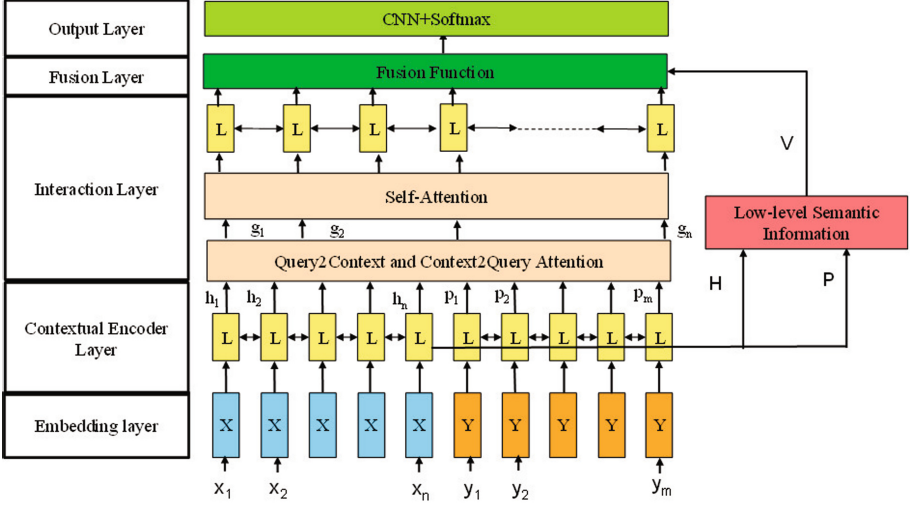 Output Layer
CNN+Softmax
Fusion Layer
Fusion Function
L L L L L
V
Interaction Layer
Self-Attention
Low-level Semantic
Information
g1 g2 gn
Query2Context and Context2Query Attention
H P
h1 h2 hn p1 p2 pm
Contextual Encoder
Layer
L L L L L L L L L L
Embedding layer
X X X X X Y Y Y Y Y
x1 x2 xn y1 y2 ym